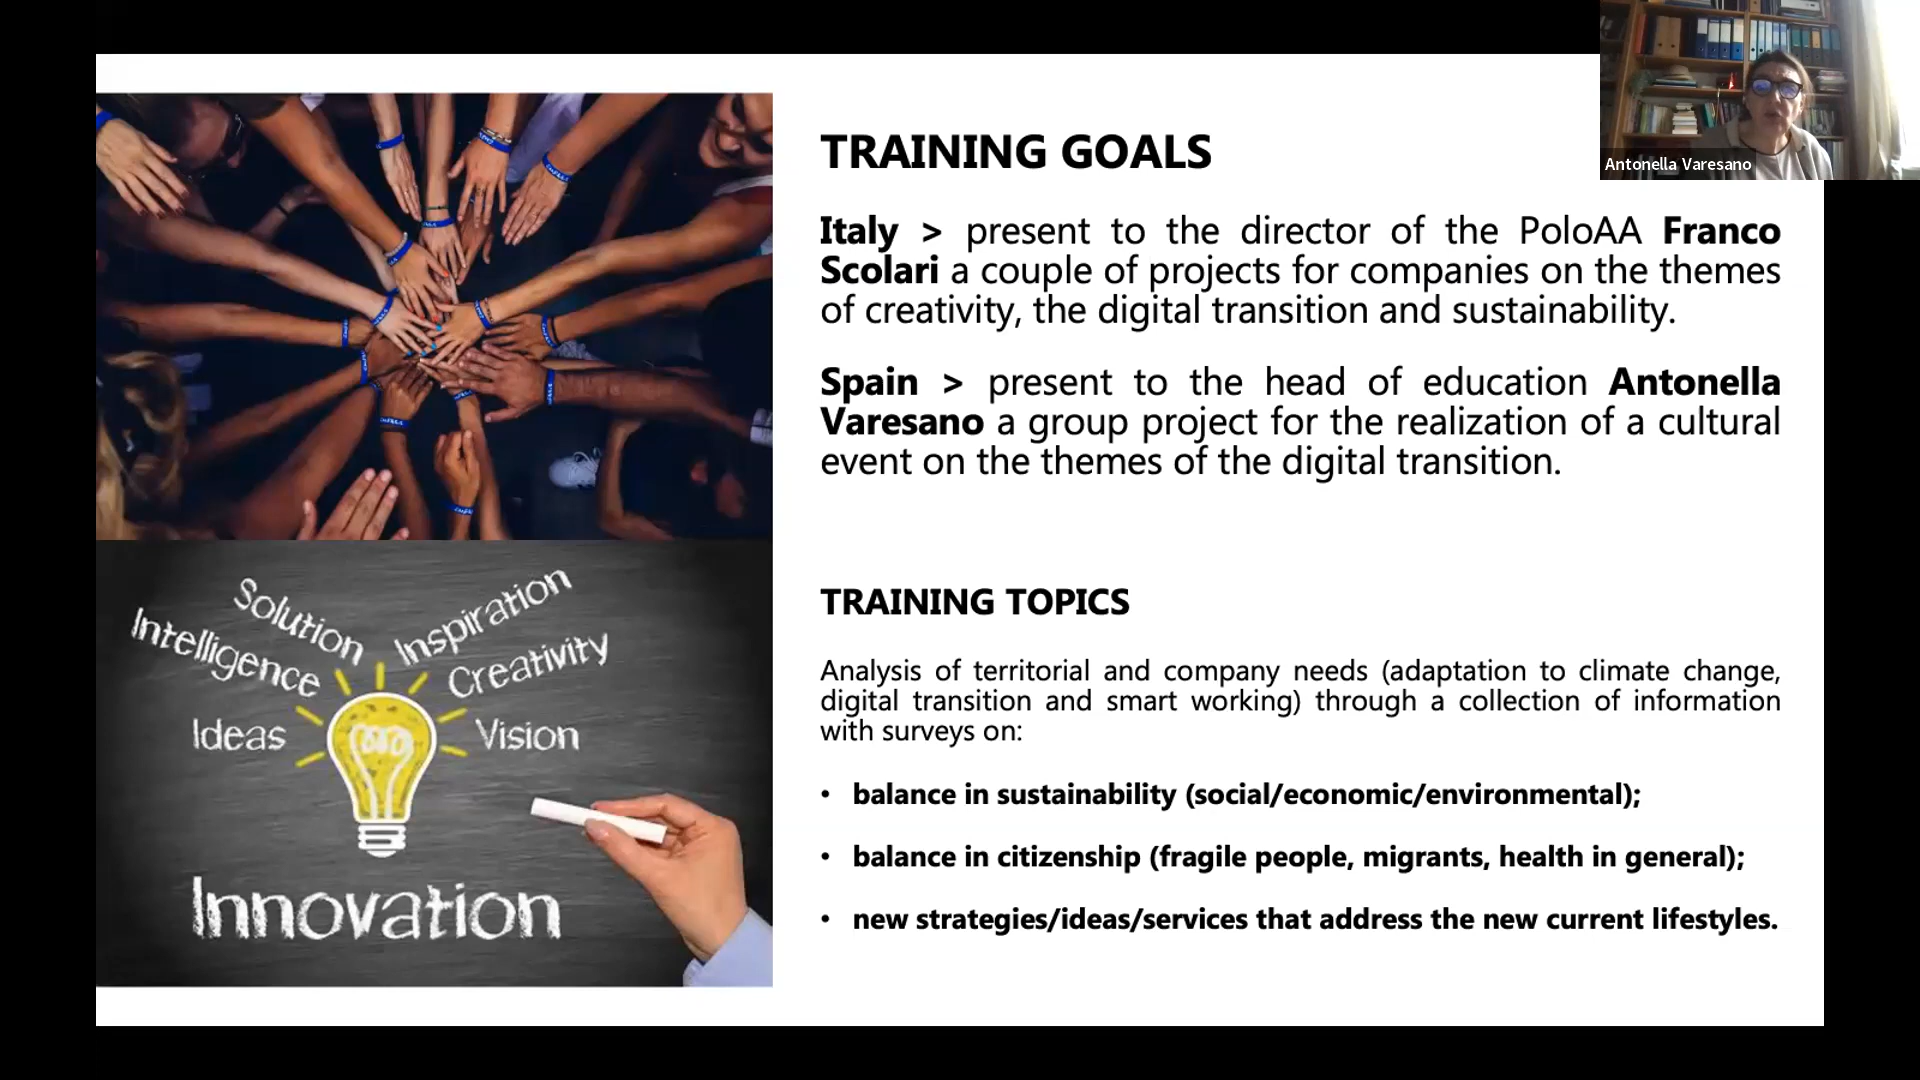 Antonella Varesano
TRAINING GOALS
Italy > present to the director of the PoloAA Franco
Scolari a couple of projects for companies on the themes
of creativity, the digital transition and sustainability.
Spain > present to the head of education Antonella
Varesano a group project for the realization of a cultural
event on the themes of the digital transition.
TRAINING TOPICS
Analysis of territorial and company needs (adaptation to climate change,
digital transition and smart working) through a collection of information
with surveys on:
• balance in sustainability (social/economic/environmental);
• balance in citizenship (fragile people, migrants, health in general);
• new strategies/ideas/services that address the new current lifestyles.
Solution
Inspiration
Intelligence
Creativity
Ideas
Vision
Innovation